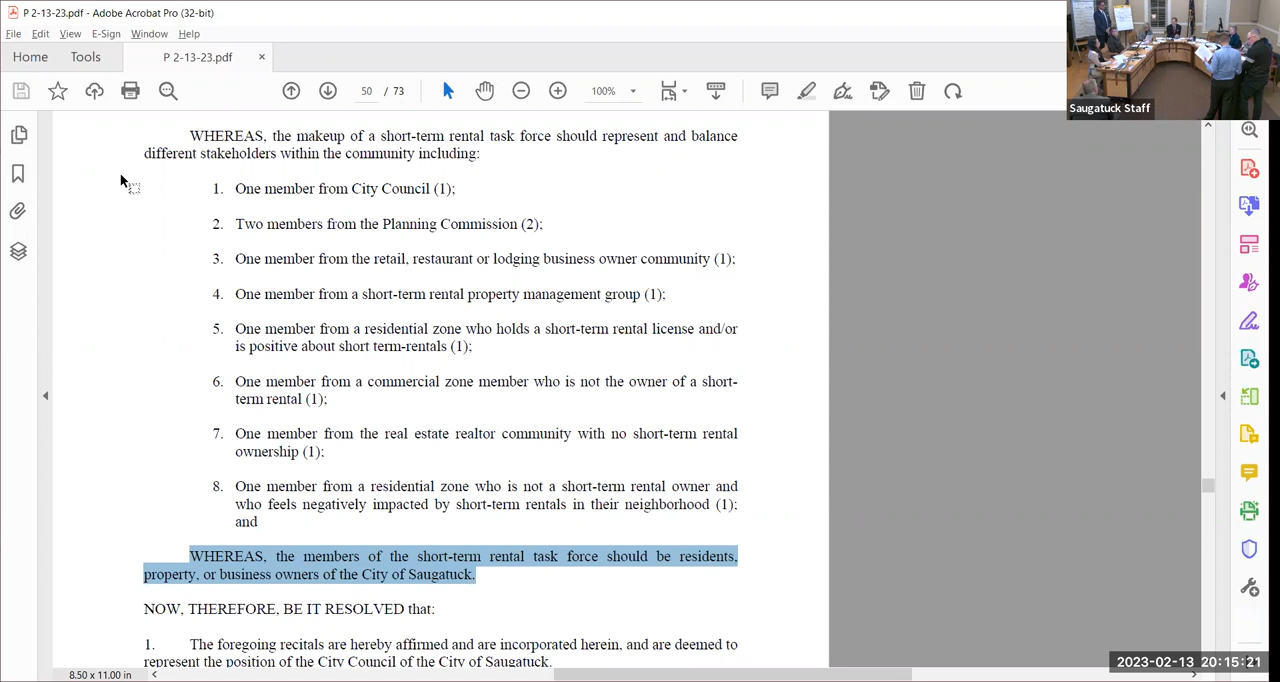 P 2-13-23.pdf - Adobe Acrobat Pro (32-bit)
File Edit View E-Sign Window Help
Home Tools P 2-13-23.pdf ×
50 / 73 100%
Saugatuck Staff
WHEREAS, the makeup of a short-term rental task force should represent and balance
different stakeholders within the community including:
1. One member from City Council (1);
2. Two members from the Planning Commission (2);
3. One member from the retail, restaurant or lodging business owner community (1);
4. One member from a short-term rental property management group (1);
5. One member from a residential zone who holds a short-term rental license and/or
is positive about short term-rentals (1);
6. One member from a commercial zone member who is not the owner of a short-
term rental (1);
7. One member from the real estate realtor community with no short-term rental
ownership (1);
8. One member from a residential zone who is not a short-term rental owner and
who feels negatively impacted by short-term rentals in their neighborhood (1);
and
WHEREAS, the members of the short-term rental task force should be residents,
property, or business owners of the City of Saugatuck.
NOW, THEREFORE, BE IT RESOLVED that:
1. The foregoing recitals are hereby affirmed and are incorporated herein, and are deemed to
represent the position of the City Council of the City of Saugatuck.
8.50 x 11.00 in
2023-02-13 20:15:21